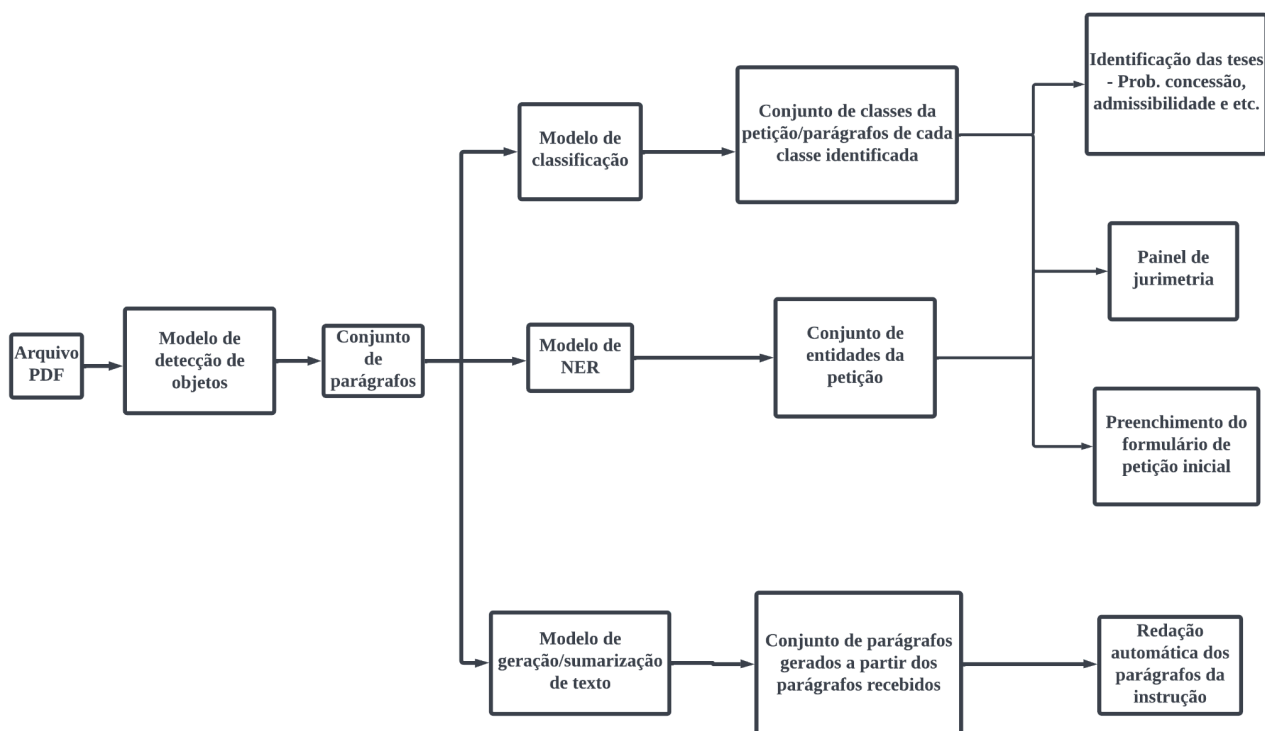 Arquivo
PDF
Modelo de
detecção de
objetos
Conjunto
de
parágrafos
Modelo de
classificação
Conjunto de classes da
petição/parágrafos de cada
classe identificada
Identificação das teses
- Prob. concessão,
admissibilidade e etc.
Painel de
jurimetria
Modelo de
NER
Conjunto de
entidades da
petição
Preenchimento do
formulário de
petição inicial
Modelo de
geração/sumarização
de texto
Conjunto de parágrafos
gerados a partir dos
parágrafos recebidos
Redação
automática dos
parágrafos da
instrução